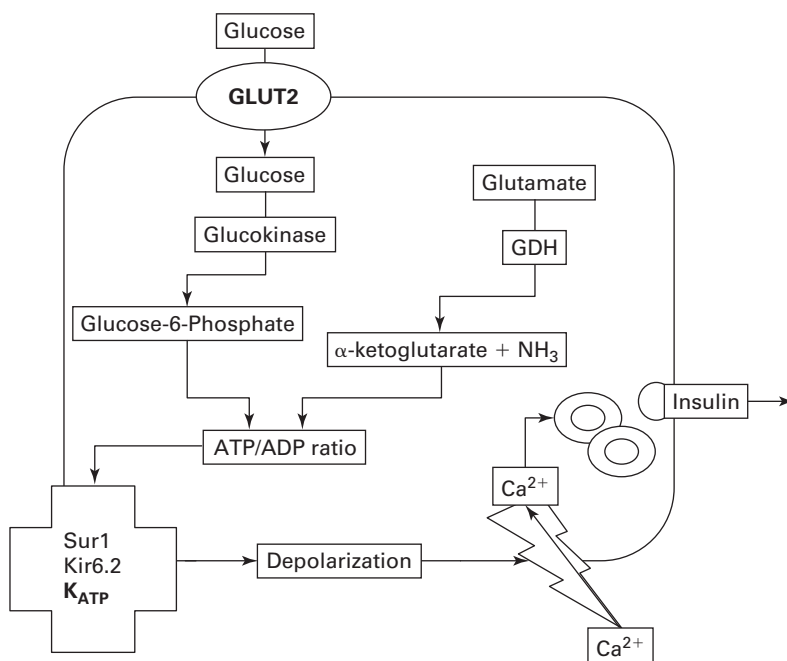 Glucose
GLUT2
Glucose
Glutamate
Glucokinase
GDH
Glucose-6-Phosphate
α-ketoglutarate + NH₃
Insulin
ATP/ADP ratio
Ca²⁺
Sur1
Kir6.2
K_ATP
Depolarization
Ca²⁺